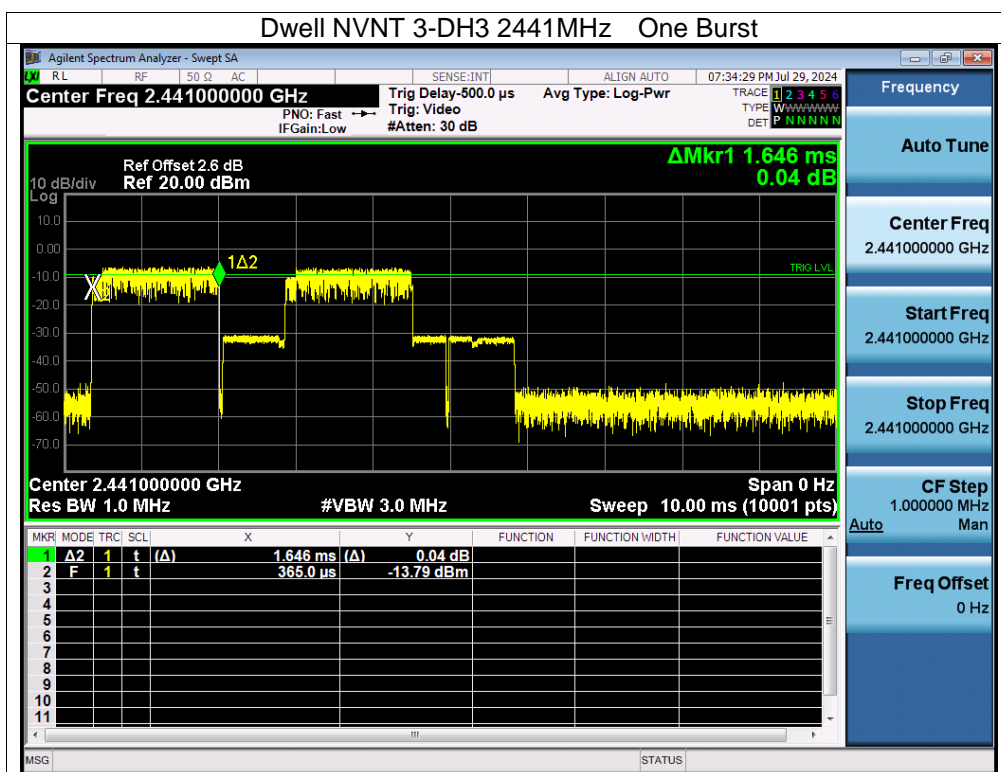 Dwell NVNT 3-DH3 2441MHz One Burst
Agilent Spectrum Analyzer - Swept SA
LXI RL RF 50 Ω AC SENSE:INT ALIGN AUTO 07:34:29 PM Jul 29, 2024
Center Freq 2.441000000 GHz Trig Delay-500.0 µs Avg Type: Log-Pwr TRACE 1 2 3 4 5 6
PNO: Fast Trig: Video TYPE WWWWWW
IFGain:Low #Atten: 30 dB DET P N N N N N
Ref Offset 2.6 dB ΔMkr1 1.646 ms
10 dB/div Ref 20.00 dBm 0.04 dB
Log
10.0
0.00
1Δ2
TRIG LVL
-10.0
-20.0
-30.0
-40.0
-50.0
-60.0
-70.0
Center 2.441000000 GHz Span 0 Hz
Res BW 1.0 MHz #VBW 3.0 MHz Sweep 10.00 ms (10001 pts)
MKR MODE TRC SCL X Y FUNCTION FUNCTION WIDTH FUNCTION VALUE
1 Δ2 1 t (Δ) 1.646 ms (Δ) 0.04 dB
2 F 1 t 365.0 µs -13.79 dBm
3
4
5
6
7
8
9
10
11
MSG STATUS
Frequency
Auto Tune
Center Freq
2.441000000 GHz
Start Freq
2.441000000 GHz
Stop Freq
2.441000000 GHz
CF Step
1.000000 MHz
Auto Man
Freq Offset
0 Hz